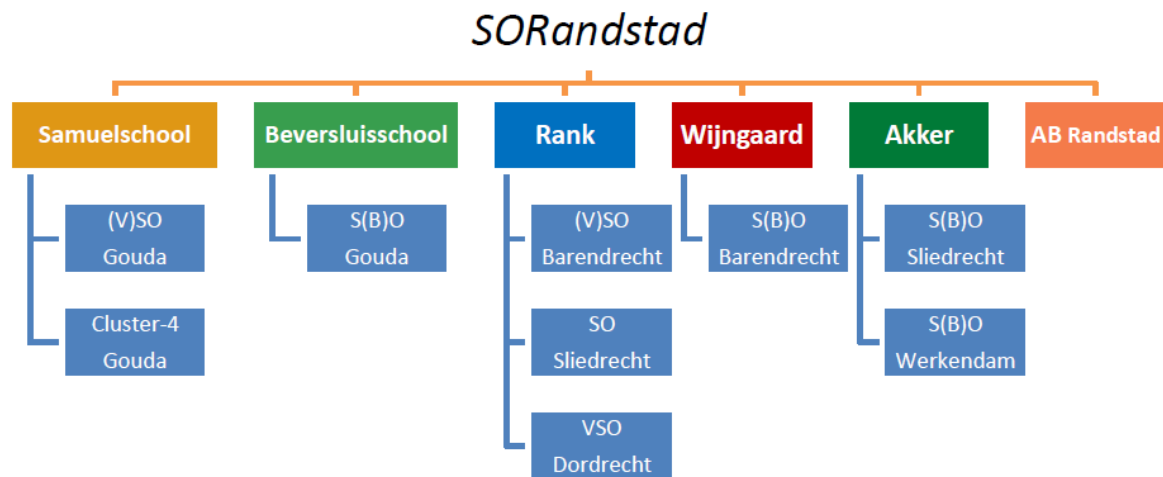 SORandstad
Samuelschool
Beversluisschool
Rank
Wijngaard
Akker
AB Randstad
(V)SO
Gouda
Cluster-4
Gouda
S(B)O
Gouda
(V)SO
Barendrecht
SO
Sliedrecht
VSO
Dordrecht
S(B)O
Barendrecht
S(B)O
Sliedrecht
S(B)O
Werkendam